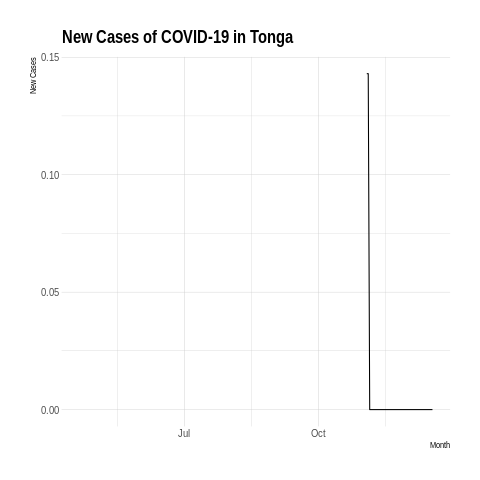 New Cases of COVID-19 in Tonga
New Cases
0.15
0.10
0.05
0.00
Jul
Oct
Month